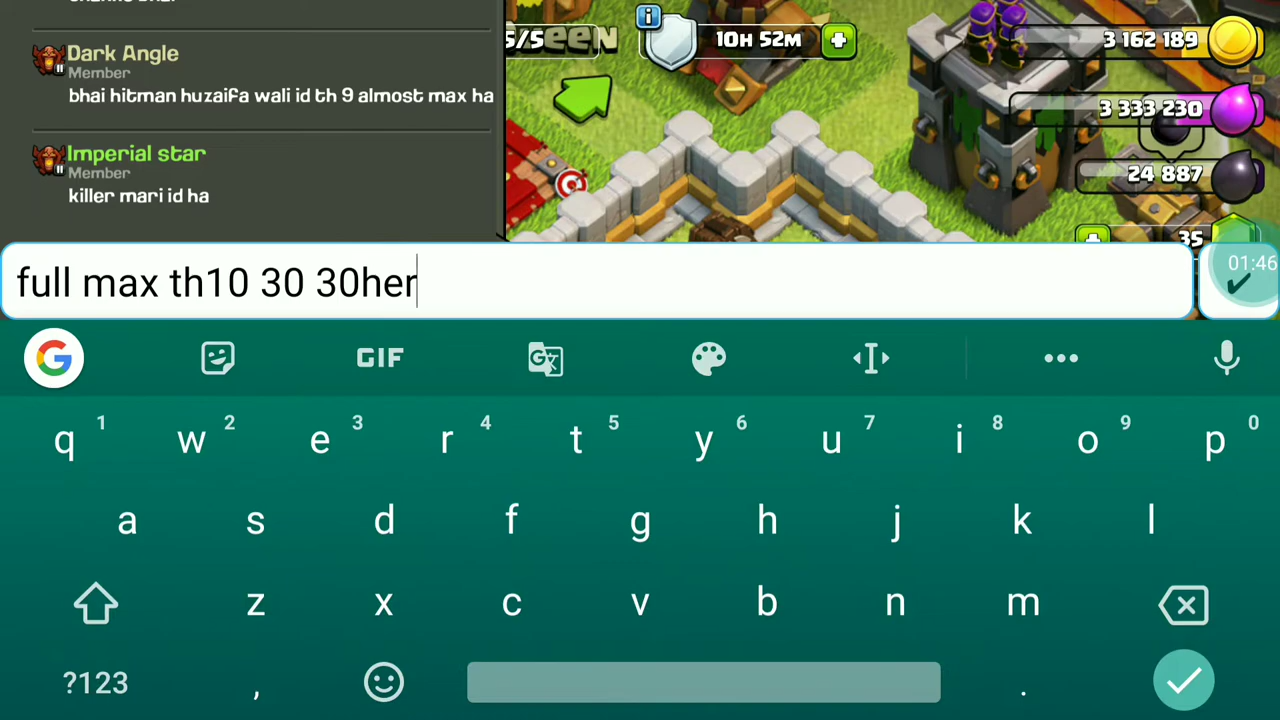 Dark Angle
Member
bhai hitman huzaifa wali id th 9 almost max ha
Imperial star
Member
killer mari id ha
5/5
10h 52m
3 162 189
3 333 230
24 887
35
01:46
full max th10 30 30her
GIF
q 1 w 2 e 3 r 4 t 5 y 6 u 7 i 8 o 9 p 0
a s d f g h j k l
z x c v b n m
?123 , .